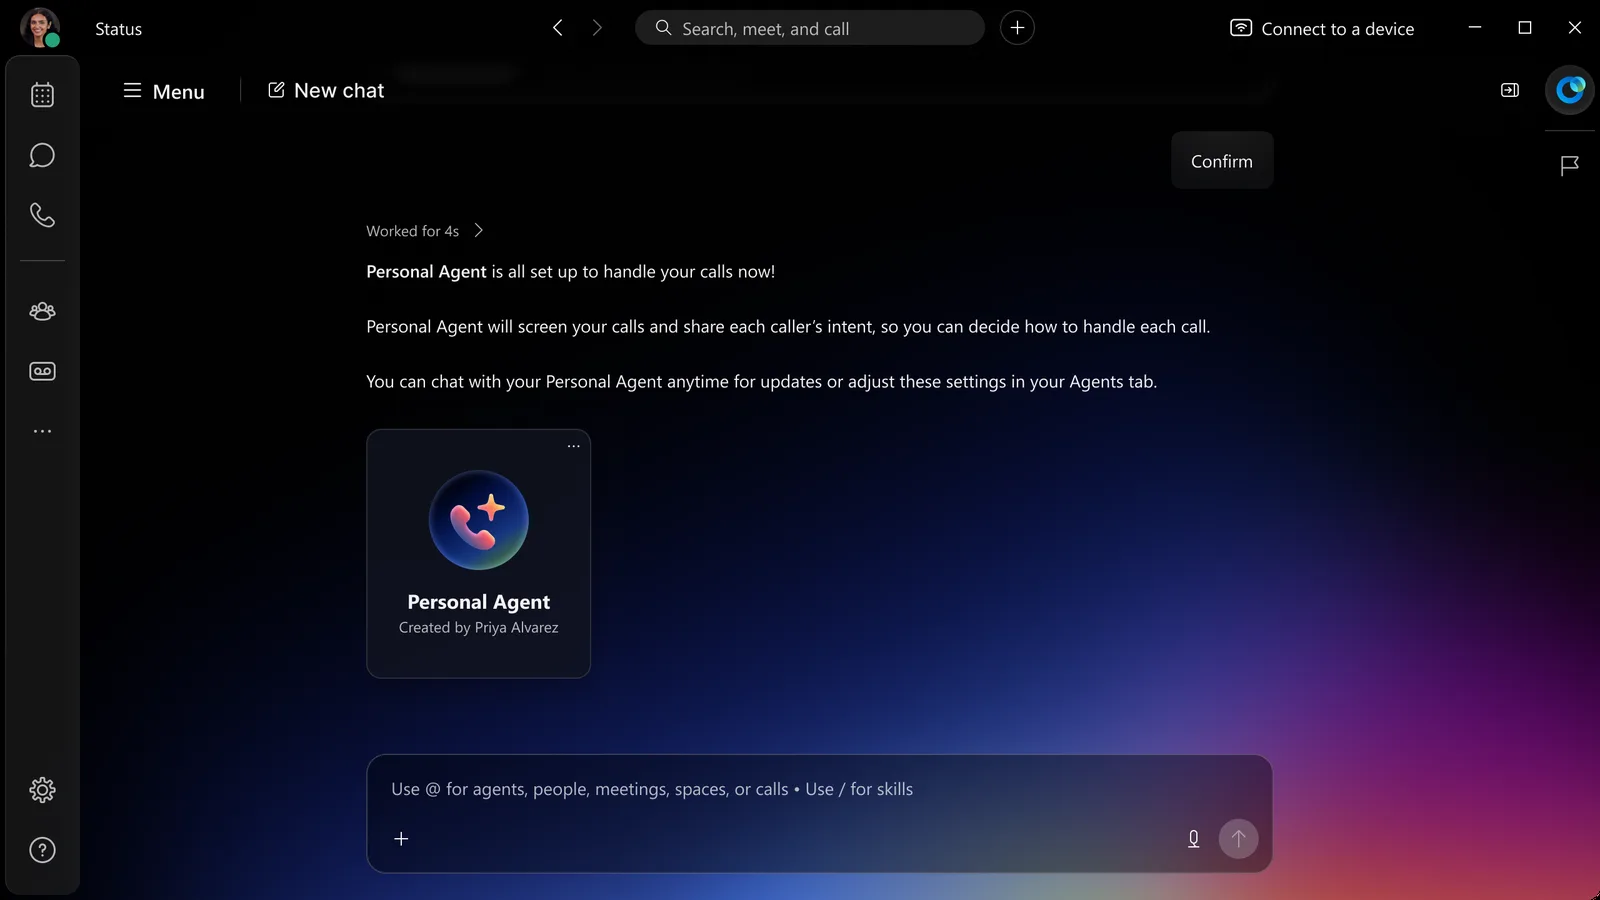 Status
Search, meet, and call
Connect to a device
Menu
New chat
Confirm
Worked for 4s
Personal Agent is all set up to handle your calls now!
Personal Agent will screen your calls and share each caller’s intent, so you can decide how to handle each call.
You can chat with your Personal Agent anytime for updates or adjust these settings in your Agents tab.
Personal Agent
Created by Priya Alvarez
Use @ for agents, people, meetings, spaces, or calls • Use / for skills